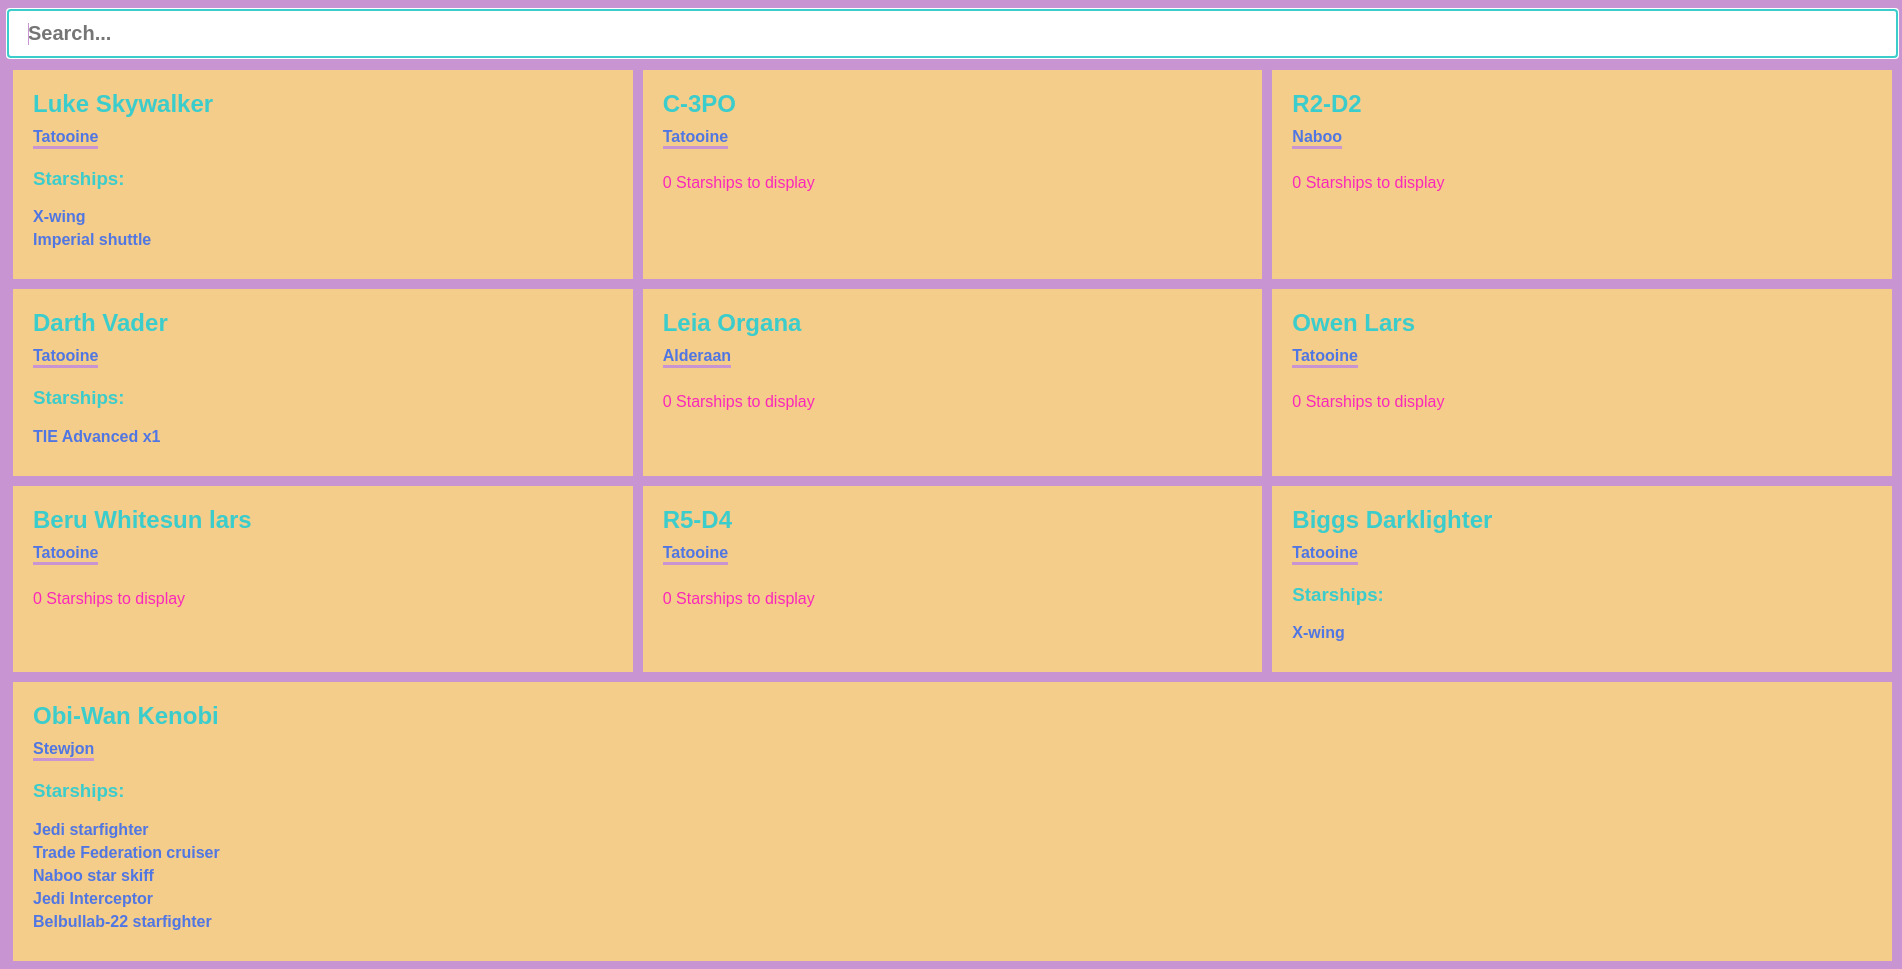 Search...
Luke Skywalker
Tatooine
Starships:
X-wing
Imperial shuttle
C-3PO
Tatooine
0 Starships to display
R2-D2
Naboo
0 Starships to display
Darth Vader
Tatooine
Starships:
TIE Advanced x1
Leia Organa
Alderaan
0 Starships to display
Owen Lars
Tatooine
0 Starships to display
Beru Whitesun lars
Tatooine
0 Starships to display
R5-D4
Tatooine
0 Starships to display
Biggs Darklighter
Tatooine
Starships:
X-wing
Obi-Wan Kenobi
Stewjon
Starships:
Jedi starfighter
Trade Federation cruiser
Naboo star skiff
Jedi Interceptor
Belbullab-22 starfighter